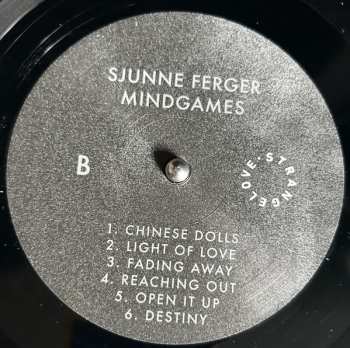 SJUNNE FERGER
MINDGAMES
B
STRANGELOVE •
1. CHINESE DOLLS
2. LIGHT OF LOVE
3. FADING AWAY
4. REACHING OUT
5. OPEN IT UP
6. DESTINY